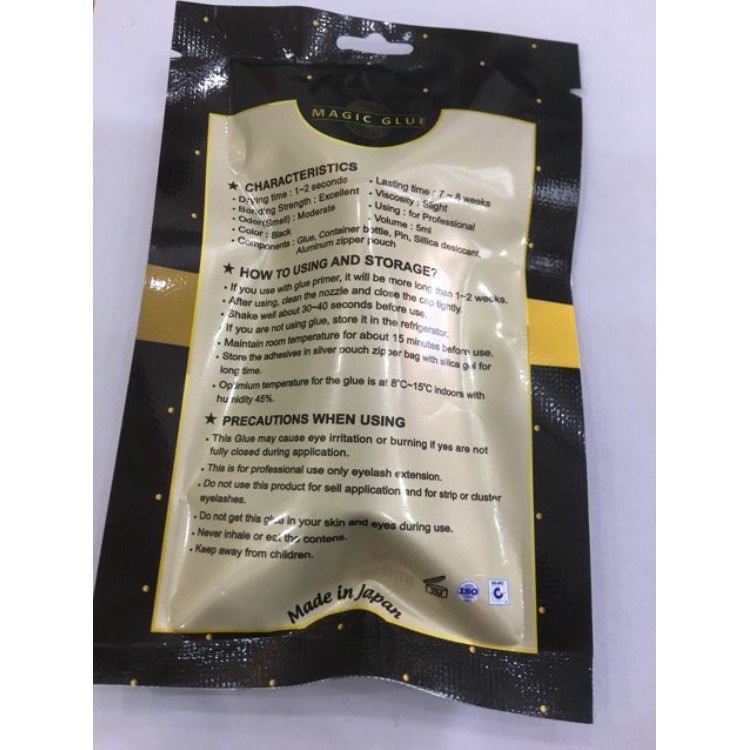 MAGIC GLUE
★ CHARACTERISTICS
• Drying time : 1~2 seconds
• Bonding Strength : Excellent
• Odor(Smell) : Moderate
• Color : Black
• Components : Glue, Container bottle, Pin, Sillica desiccant,
Aluminum zipper pouch
• Lasting time : 7 ~ 8 weeks
• Viscosity : Slight
• Using : for Professional
• Volume : 5ml
★ HOW TO USING AND STORAGE?
• If you use with glue primer, it will be more long than 1~2 weeks.
• After using, clean the nozzle and close the cap tightly.
• Shake well about 30~40 seconds before use.
If you are not using glue, store it in the refrigerator.
• Maintain room temperature for about 15 minutes before use.
• Store the adhesives in silver pouch zipper bag with silica gel for
long time.
• Optimium temperature for the glue is at 8°C~15°C indoors with
humidity 45%.
★ PRECAUTIONS WHEN USING
• This Glue may cause eye irritation or burning if yes are not
fully closed during application.
• This is for professional use only eyelash extension.
• Do not use this product for sell application and for strip or cluster
eyelashes.
• Do not get this glue in your skin and eyes during use.
• Never inhale or eat the contens.
• Keep away from children.
ISO
Made in Japan